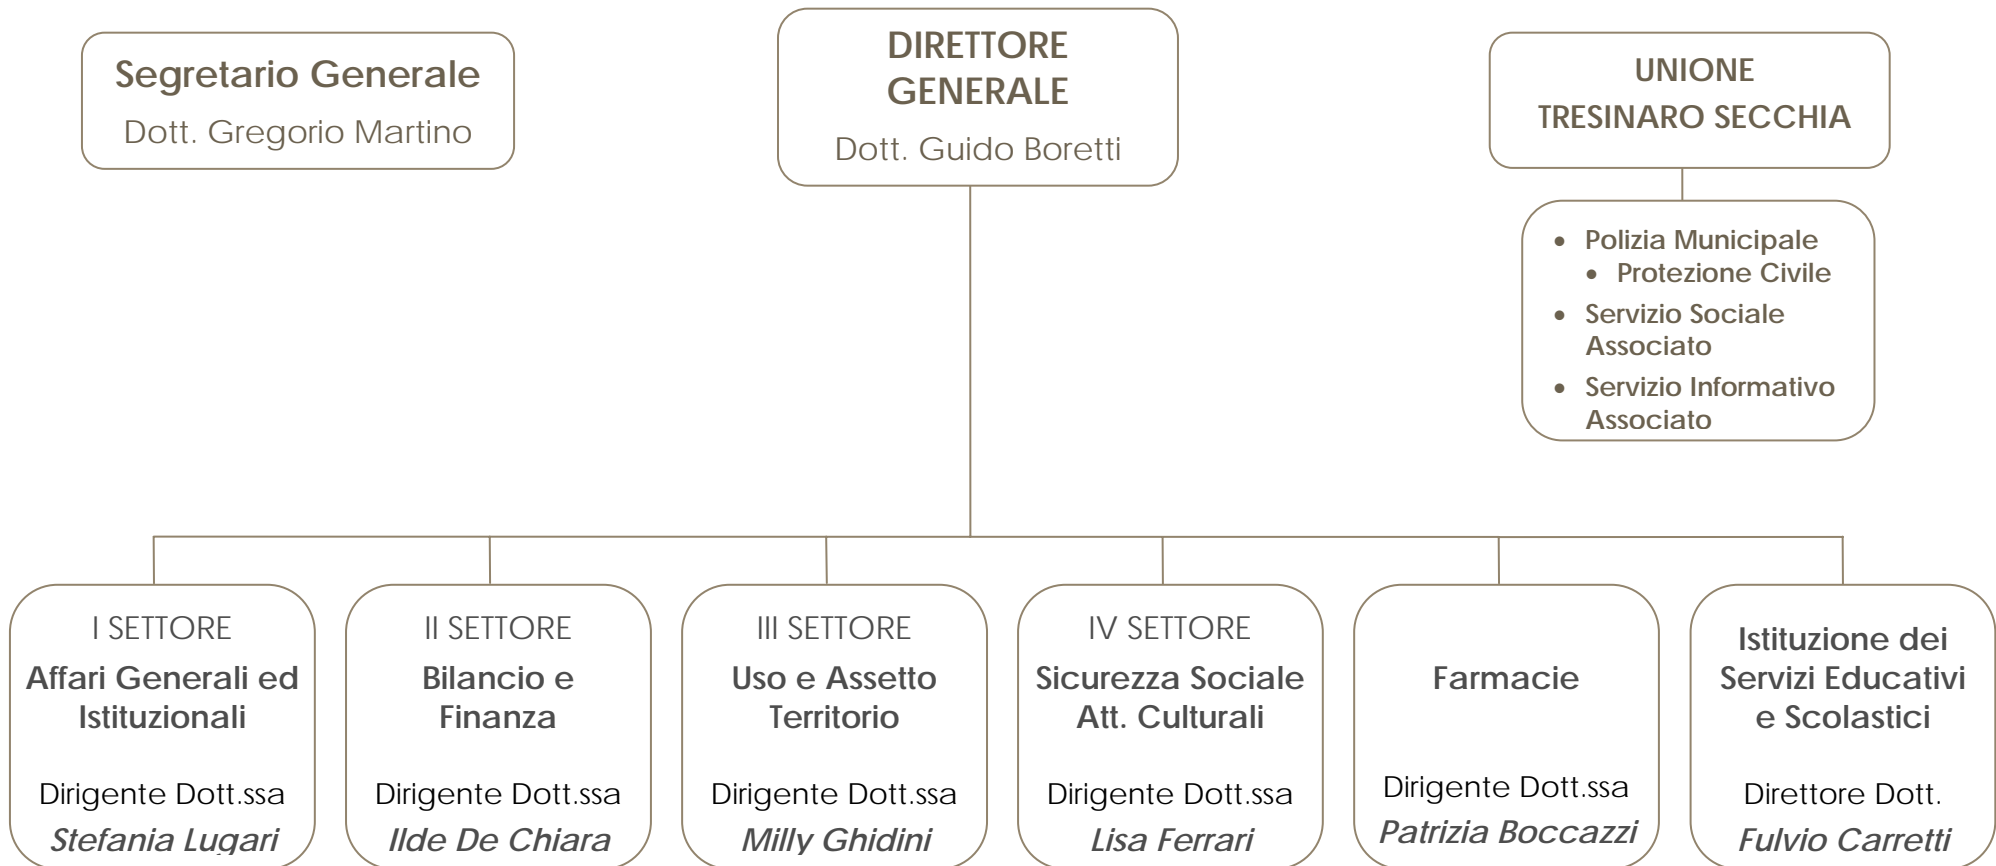 Segretario Generale
Dott. Gregorio Martino
DIRETTORE
GENERALE
Dott. Guido Boretti
UNIONE
TRESINARO SECCHIA
• Polizia Municipale
• Protezione Civile
• Servizio Sociale
Associato
• Servizio Informativo
Associato
I SETTORE
Affari Generali ed
Istituzionali
Dirigente Dott.ssa
Stefania Lugari
II SETTORE
Bilancio e
Finanza
Dirigente Dott.ssa
Ilde De Chiara
III SETTORE
Uso e Assetto
Territorio
Dirigente Dott.ssa
Milly Ghidini
IV SETTORE
Sicurezza Sociale
Att. Culturali
Dirigente Dott.ssa
Lisa Ferrari
Farmacie
Dirigente Dott.ssa
Patrizia Boccazzi
Istituzione dei
Servizi Educativi
e Scolastici
Direttore Dott.
Fulvio Carretti